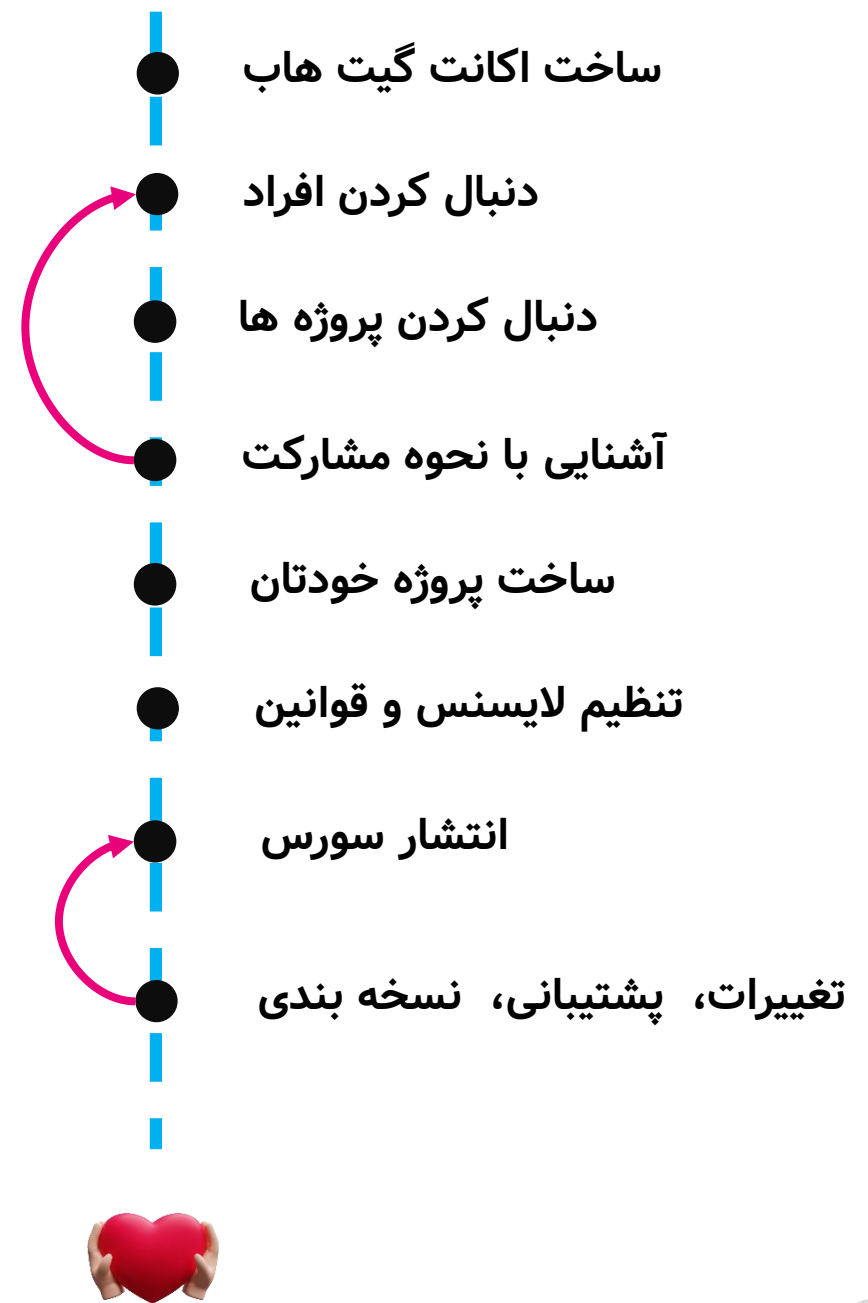 ساخت اکانت گیت هاب
دنبال کردن افراد
دنبال کردن پروژه ها
آشنایی با نحوه مشارکت
ساخت پروژه خودتان
تنظیم لایسنس و قوانین
انتشار سورس
تغییرات، پشتیبانی، نسخه بندی